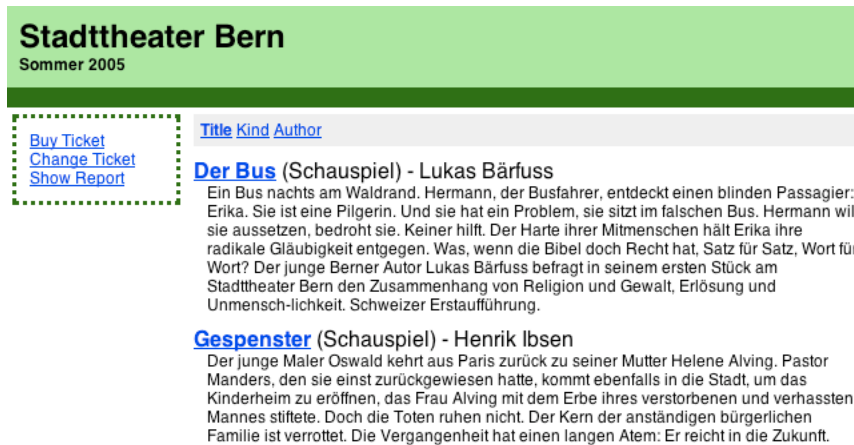 Stadttheater Bern
Sommer 2005
Buy Ticket
Change Ticket
Show Report
Title Kind Author
Der Bus (Schauspiel) - Lukas Bärfuss
Ein Bus nachts am Waldrand. Hermann, der Busfahrer, entdeckt einen blinden Passagier:
Erika. Sie ist eine Pilgerin. Und sie hat ein Problem, sie sitzt im falschen Bus. Hermann wil
sie aussetzen, bedroht sie. Keiner hilft. Der Harte ihrer Mitmenschen hält Erika ihre
radikale Gläubigkeit entgegen. Was, wenn die Bibel doch Recht hat, Satz für Satz, Wort für
Wort? Der junge Berner Autor Lukas Bärfuss befragt in seinem ersten Stück am
Stadttheater Bern den Zusammenhang von Religion und Gewalt, Erlösung und
Unmensch-lichkeit. Schweizer Erstaufführung.
Gespenster (Schauspiel) - Henrik Ibsen
Der junge Maler Oswald kehrt aus Paris zurück zu seiner Mutter Helene Alving. Pastor
Manders, den sie einst zurückgewiesen hatte, kommt ebenfalls in die Stadt, um das
Kinderheim zu eröffnen, das Frau Alving mit dem Erbe ihres verstorbenen und verhassten
Mannes stiftete. Doch die Toten ruhen nicht. Der Kern der anständigen bürgerlichen
Familie ist verrottet. Die Vergangenheit hat einen langen Atem: Er reicht in die Zukunft.